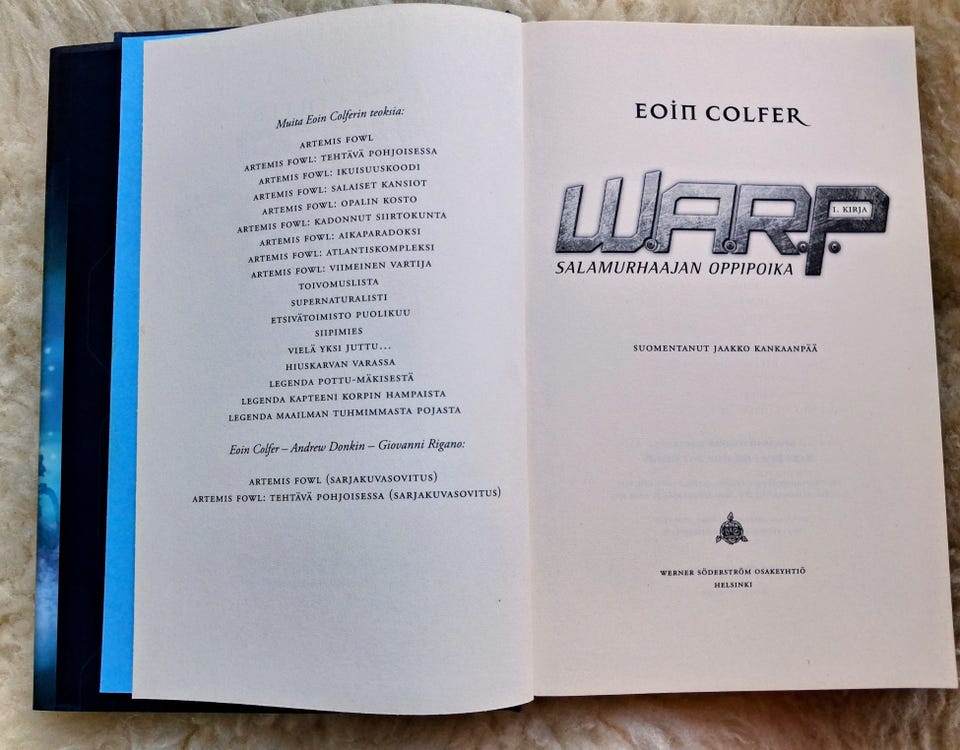 Muita Eoin Colferin teoksia:
ARTEMIS FOWL
ARTEMIS FOWL: TEHTÄVÄ POHJOISESSA
ARTEMIS FOWL: IKUISUUSKOODI
ARTEMIS FOWL: SALAISET KANSIOT
ARTEMIS FOWL: OPALIN KOSTO
ARTEMIS FOWL: KADONNUT SIIRTOKUNTA
ARTEMIS FOWL: AIKAPARADOKSI
ARTEMIS FOWL: ATLANTISKOMPLEKSI
ARTEMIS FOWL: VIIMEINEN VARTIJA
TOIVOMUSLISTA
SUPERNATURALISTI
ETSIVÄTOIMISTO PUOLIKUU
SIIPIMIES
VIELÄ YKSI JUTTU...
HIUSKARVAN VARASSA
LEGENDA POTTU-MÄKISESTÄ
LEGENDA KAPTEENI KORPIN HAMPAISTA
LEGENDA MAAILMAN TUHMIMMASTA POJASTA
Eoin Colfer – Andrew Donkin – Giovanni Rigano:
ARTEMIS FOWL (SARJAKUVASOVITUS)
ARTEMIS FOWL: TEHTÄVÄ POHJOISESSA (SARJAKUVASOVITUS)
EOIN COLFER
W.A.R.P.
1. KIRJA
SALAMURHAAJAN OPPIPOIKA
SUOMENTANUT JAAKKO KANKAANPÄÄ
WERNER SÖDERSTRÖM OSAKEYHTIÖ
HELSINKI